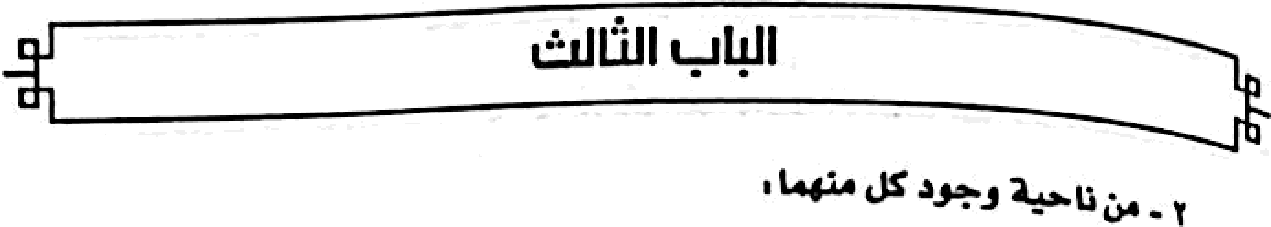 الباب الثالث
٢ - من ناحية وجود كل منهما: